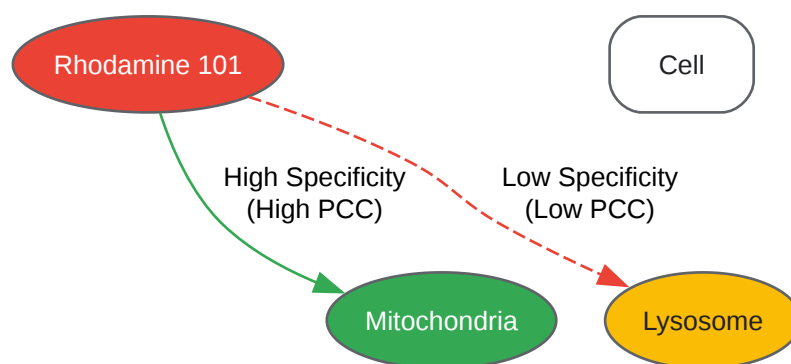 Rhodamine 101
Cell
High Specificity
(High PCC)
Low Specificity
(Low PCC)
Mitochondria
Lysosome